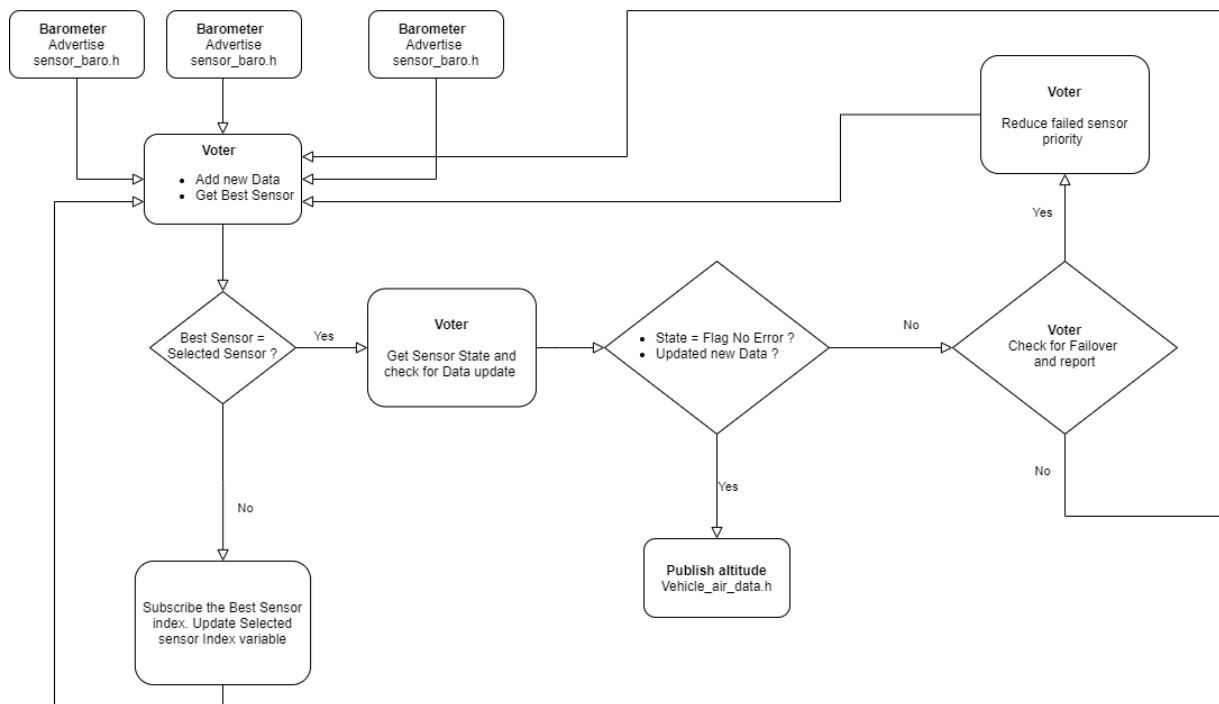 Barometer
Advertise
sensor_baro.h
Barometer
Advertise
sensor_baro.h
Barometer
Advertise
sensor_baro.h
Voter
Reduce failed sensor
priority
Voter
• Add new Data
• Get Best Sensor
Yes
Best Sensor =
Selected Sensor ?
Yes
Voter
Get Sensor State and
check for Data update
• State = Flag No Error ?
• Updated new Data ?
No
Voter
Check for Failover
and report
No
Yes
No
Publish altitude
Vehicle_air_data.h
Subscribe the Best Sensor
index. Update Selected
sensor Index variable